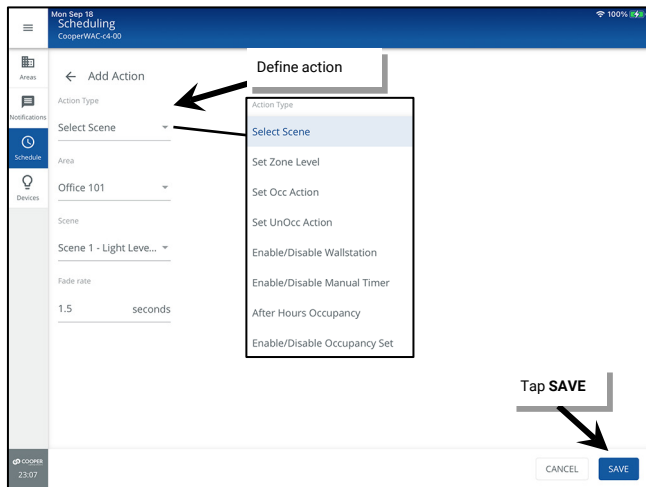 Mon Sep 18
100%
Scheduling
CooperWAC-c4-00
Areas
Notifications
Schedule
Devices
Add Action
Define action
Action Type
Select Scene
Area
Office 101
Scene
Scene 1 - Light Leve...
Fade rate
1.5 seconds
Action Type
Select Scene
Set Zone Level
Set Occ Action
Set UnOcc Action
Enable/Disable Wallstation
Enable/Disable Manual Timer
After Hours Occupancy
Enable/Disable Occupancy Set
Tap SAVE
COOPER
23:07
CANCEL
SAVE